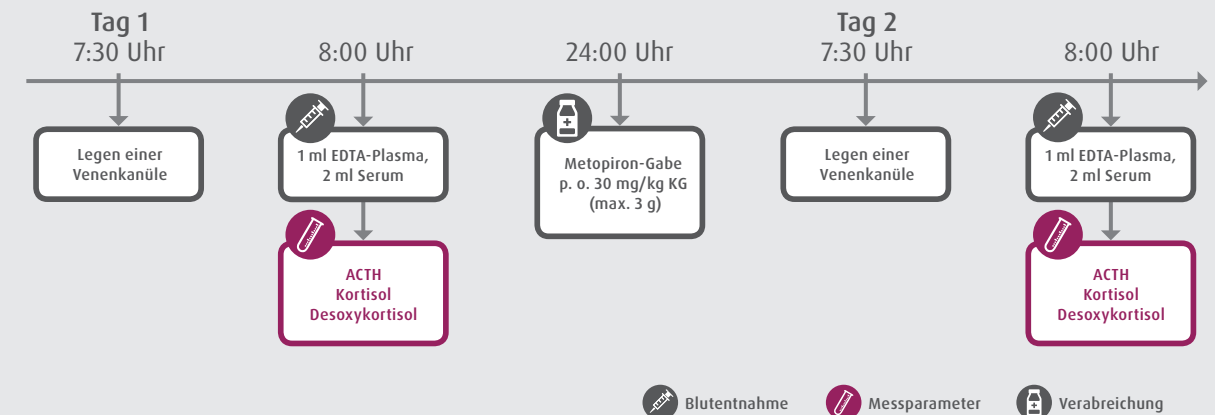 Tag 1
7:30 Uhr
8:00 Uhr
24:00 Uhr
Tag 2
7:30 Uhr
8:00 Uhr
Legen einer
Venenkanüle
1 ml EDTA-Plasma,
2 ml Serum
ACTH
Kortisol
Desoxykortisol
Metopiron-Gabe
p. o. 30 mg/kg KG
(max. 3 g)
Legen einer
Venenkanüle
1 ml EDTA-Plasma,
2 ml Serum
ACTH
Kortisol
Desoxykortisol
Blutentnahme
Messparameter
Verabreichung